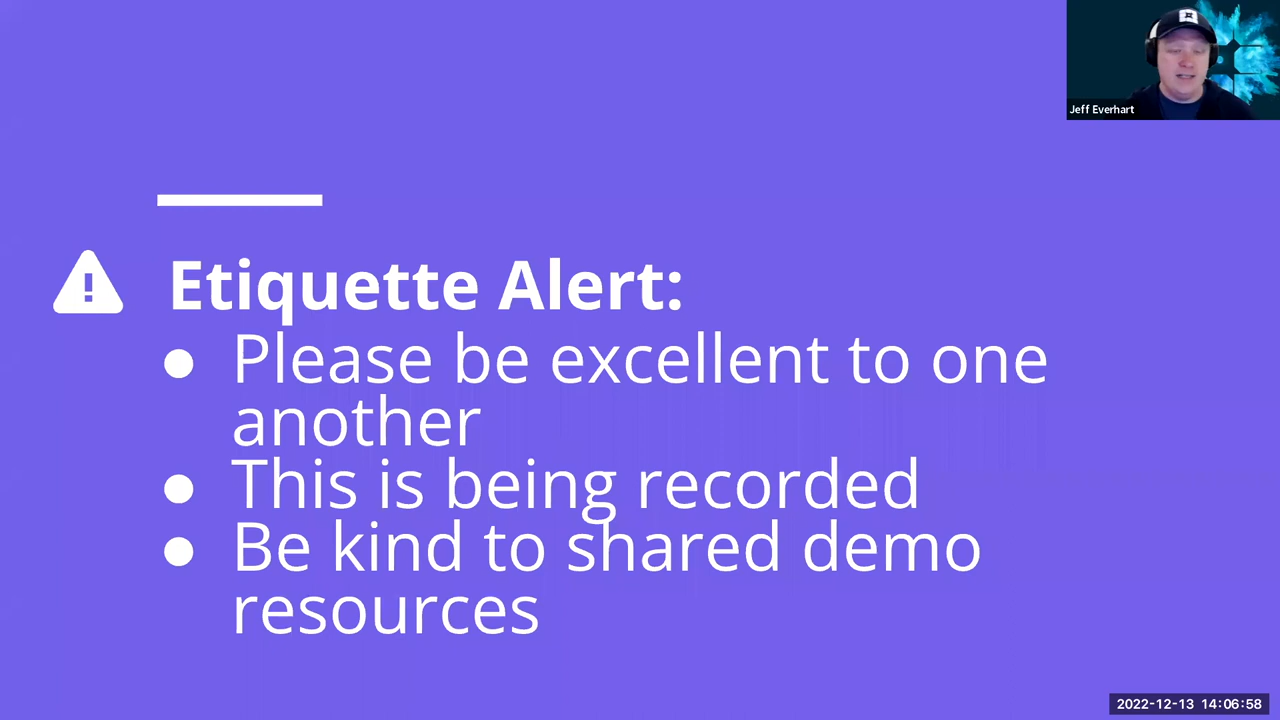 Jeff Everhart
Etiquette Alert:
● Please be excellent to one
another
● This is being recorded
● Be kind to shared demo
resources
2022-12-13 14:06:58